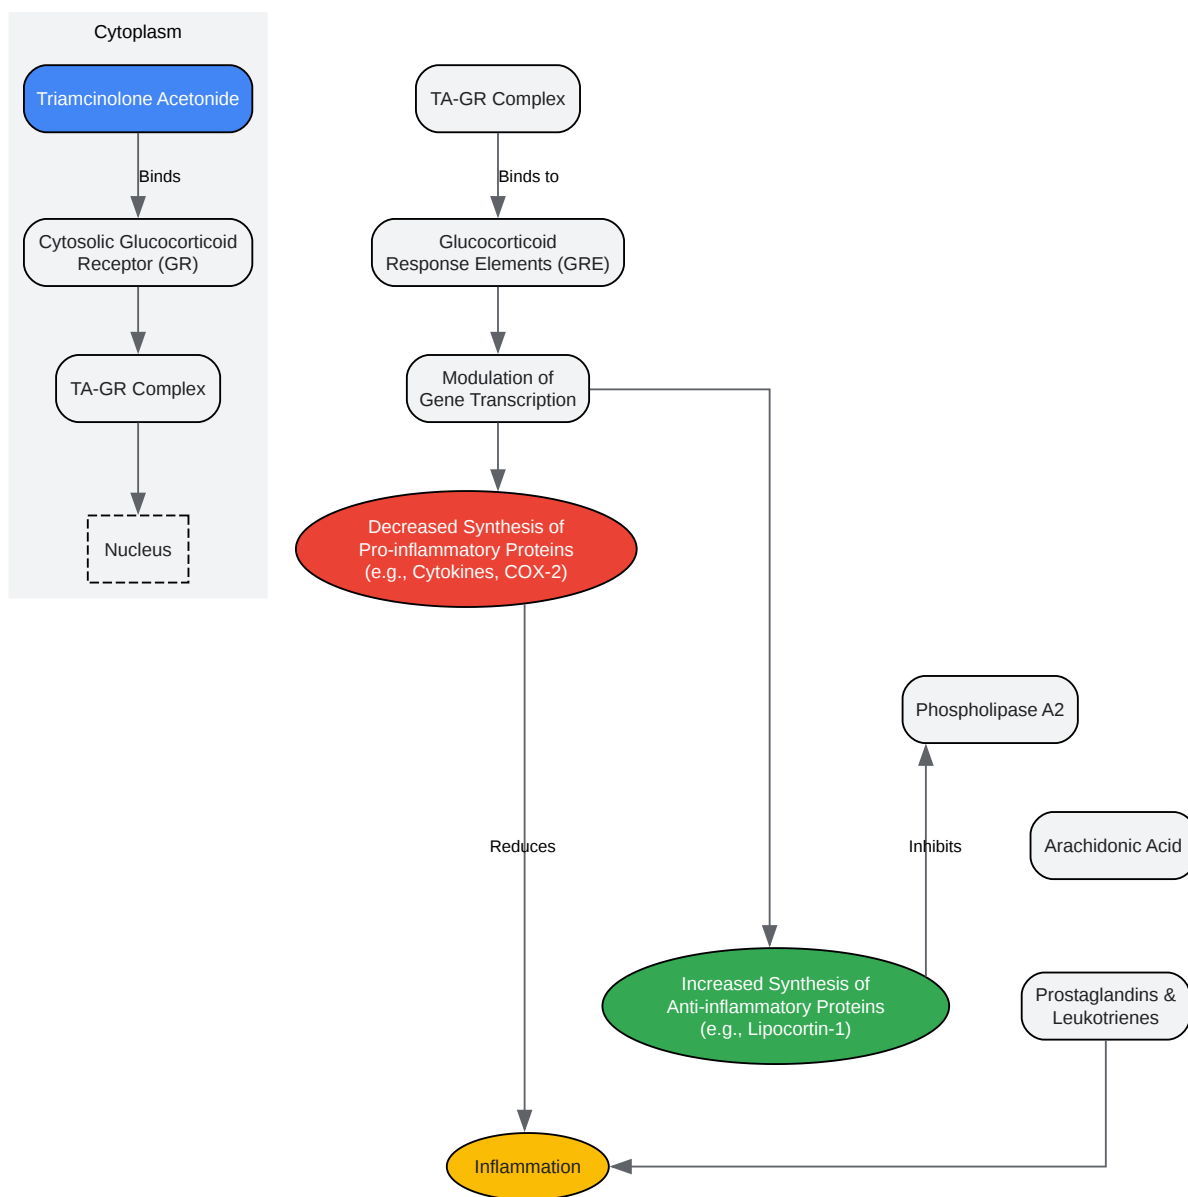 Cytoplasm
Triamcinolone Acetonide
Binds
Cytosolic Glucocorticoid
Receptor (GR)
TA-GR Complex
Nucleus
TA-GR Complex
Binds to
Glucocorticoid
Response Elements (GRE)
Modulation of
Gene Transcription
Decreased Synthesis of
Pro-inflammatory Proteins
(e.g., Cytokines, COX-2)
Reduces
Phospholipase A2
Inhibits
Arachidonic Acid
Increased Synthesis of
Anti-inflammatory Proteins
(e.g., Lipocortin-1)
Prostaglandins &
Leukotrienes
Inflammation